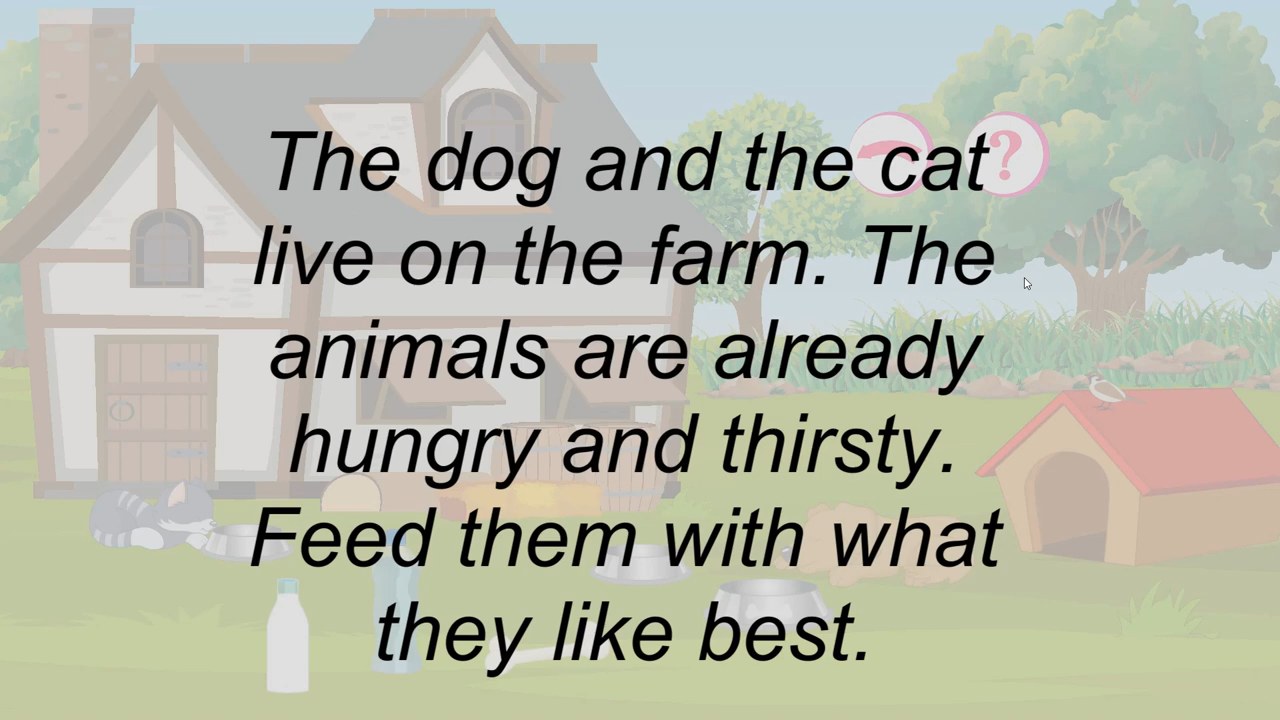 The dog and the cat
live on the farm. The
animals are already
hungry and thirsty.
Feed them with what
they like best.
?